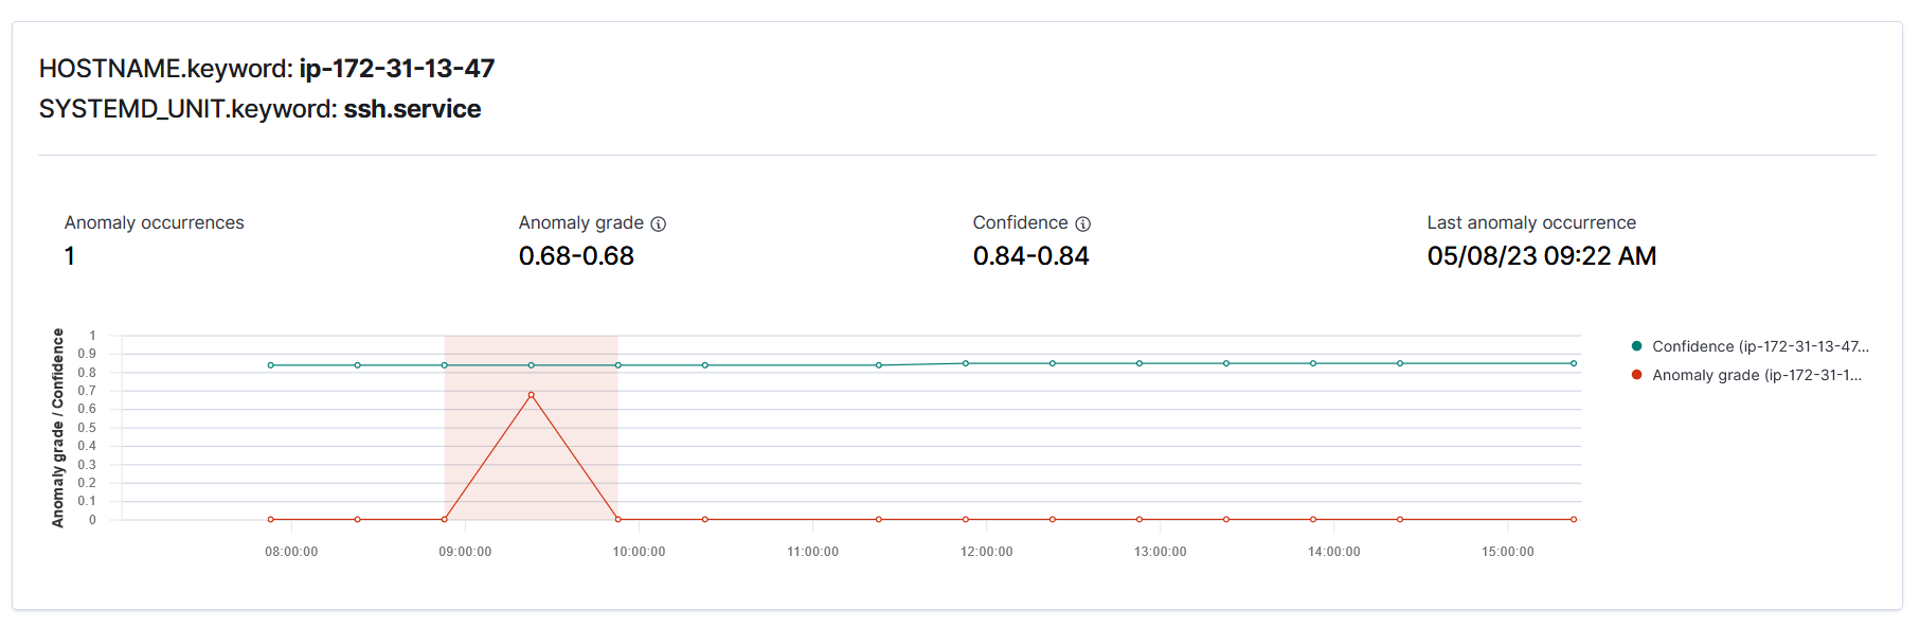 HOSTNAME.keyword: ip-172-31-13-47
SYSTEMD_UNIT.keyword: ssh.service
Anomaly occurrences
1
Anomaly grade
0.68-0.68
Confidence
0.84-0.84
Last anomaly occurrence
05/08/23 09:22 AM
Anomaly grade / Confidence
1
0.9
0.8
0.7
0.6
0.5
0.4
0.3
0.2
0.1
0
08:00:00
09:00:00
10:00:00
11:00:00
12:00:00
13:00:00
14:00:00
15:00:00
Confidence (ip-172-31-13-47...
Anomaly grade (ip-172-31-1...